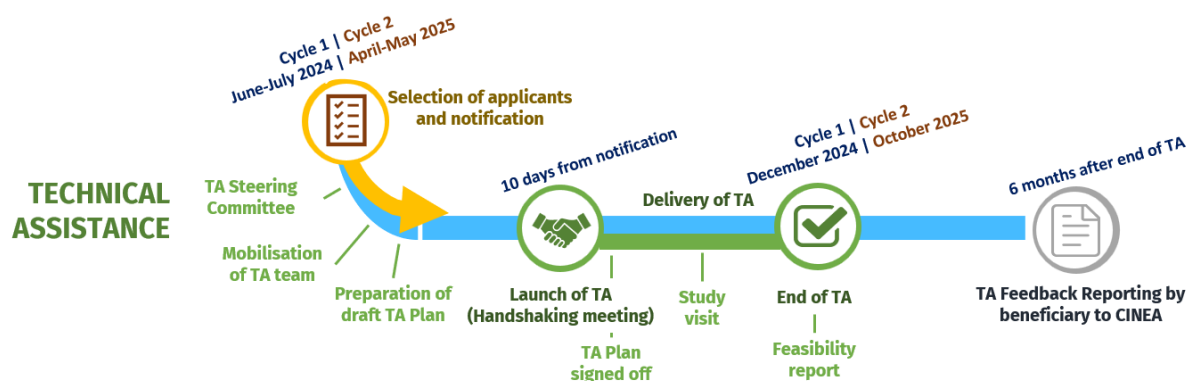 Cycle 1 | Cycle 2
June-July 2024 | April-May 2025
Selection of applicants
and notification
TECHNICAL
ASSISTANCE
TA Steering
Committee
Mobilisation
of TA team
Preparation of
draft TA Plan
10 days from notification
Launch of TA
(Handshaking meeting)
TA Plan
signed off
Delivery of TA
Study
visit
Cycle 1 | Cycle 2
December 2024 | October 2025
End of TA
Feasibility
report
6 months after end of TA
TA Feedback Reporting by
beneficiary to CINEA